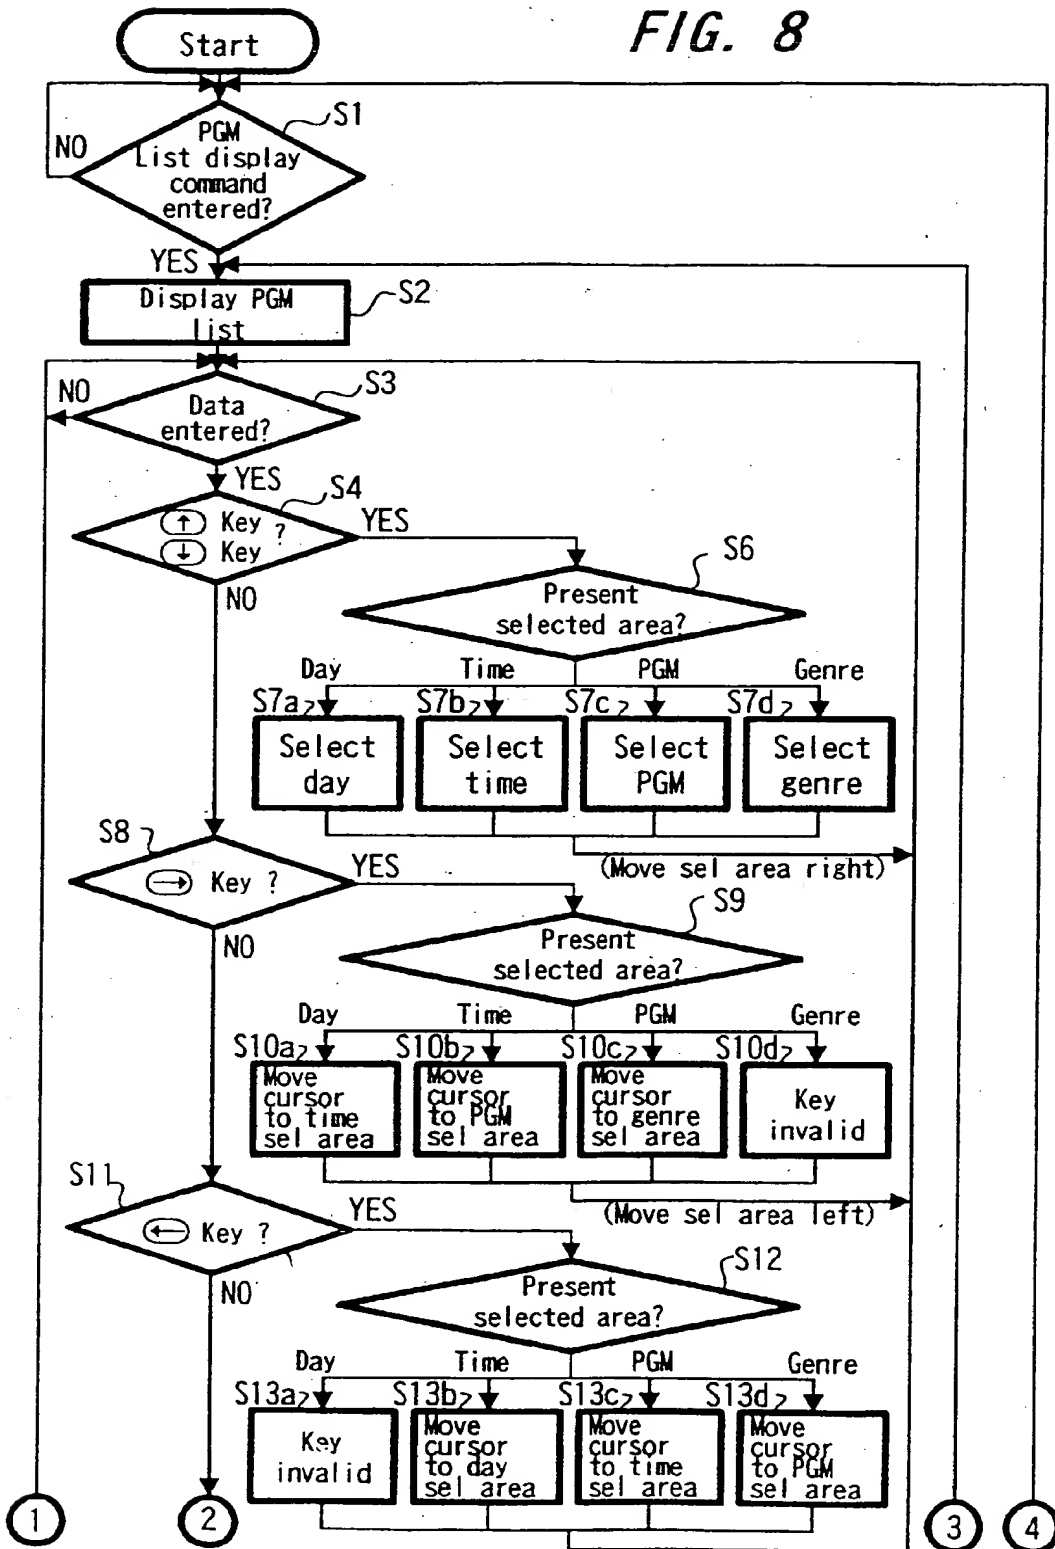 FIG. 8
Start
S1
NO
PGM
List display
command
entered?
YES
S2
Display PGM
list
S3
NO
Data
entered?
YES
S4
↑ Key ?
↓ Key
YES
NO
S6
Present
selected area?
Day Time PGM Genre
S7a S7b S7c S7d
Select
day
Select
time
Select
PGM
Select
genre
(Move sel area right)
S8
→ Key ?
YES
NO
S9
Present
selected area?
Day Time PGM Genre
S10a S10b S10c S10d
Move
cursor
to time
sel area
Move
cursor
to PGM
sel area
Move
cursor
to genre
sel area
Key
invalid
(Move sel area left)
S11
← Key ?
YES
NO
S12
Present
selected area?
Day Time PGM Genre
S13a S13b S13c S13d
Key
invalid
Move
cursor
to day
sel area
Move
cursor
to time
sel area
Move
cursor
to PGM
sel area
1 2 3 4